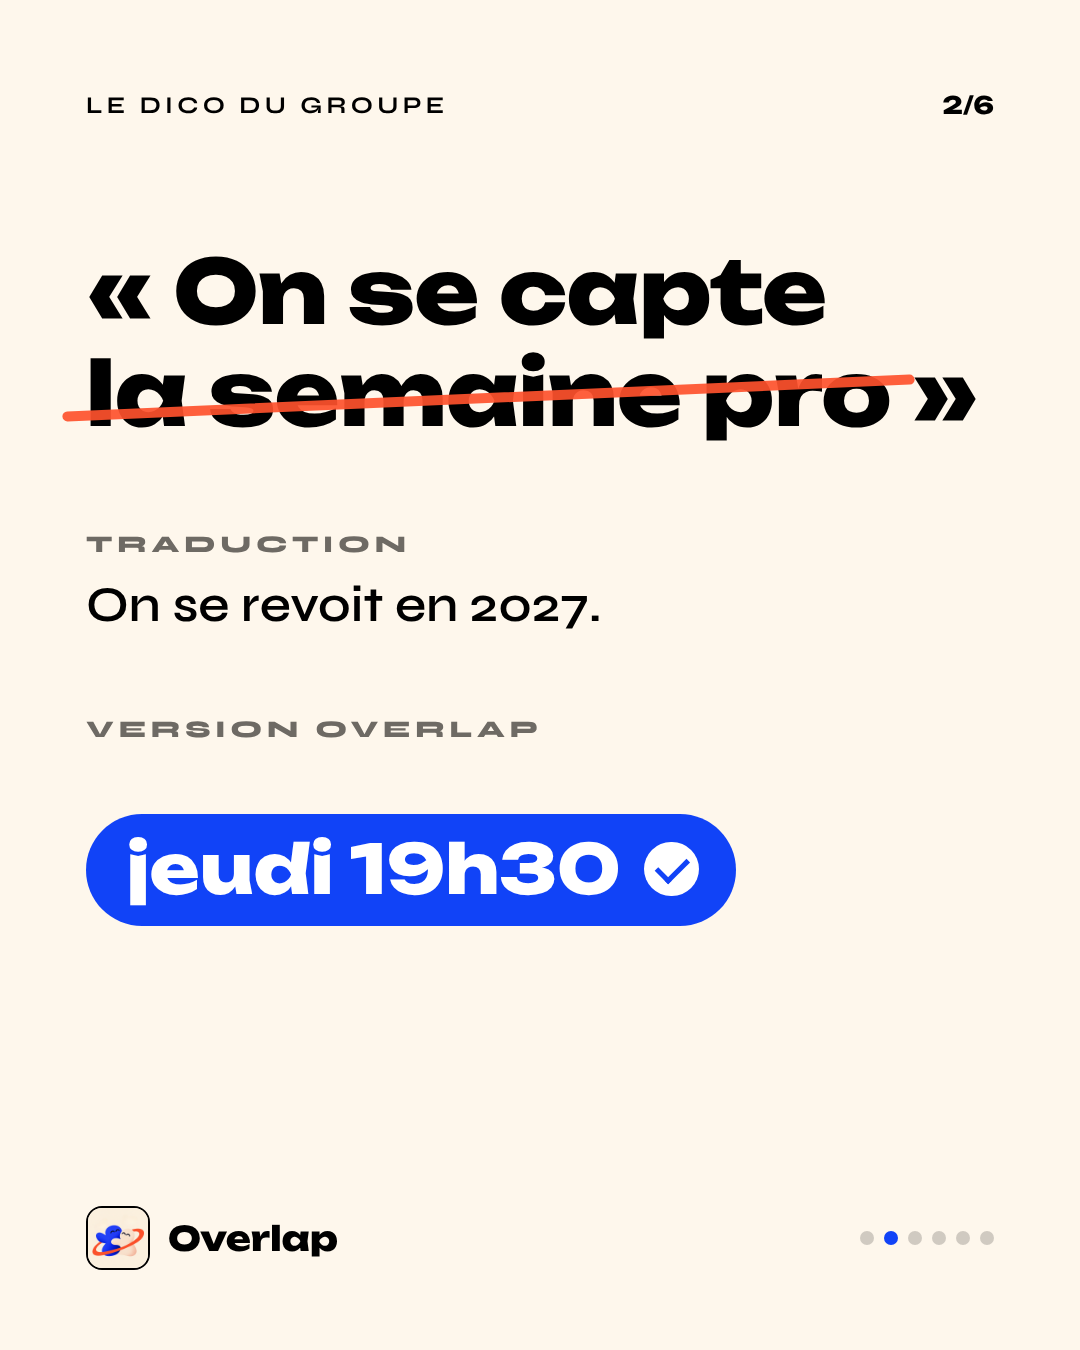 LE DICO DU GROUPE
2/6
« On se capte
la semaine pro »
TRADUCTION
On se revoit en 2027.
VERSION OVERLAP
jeudi 19h30
Overlap